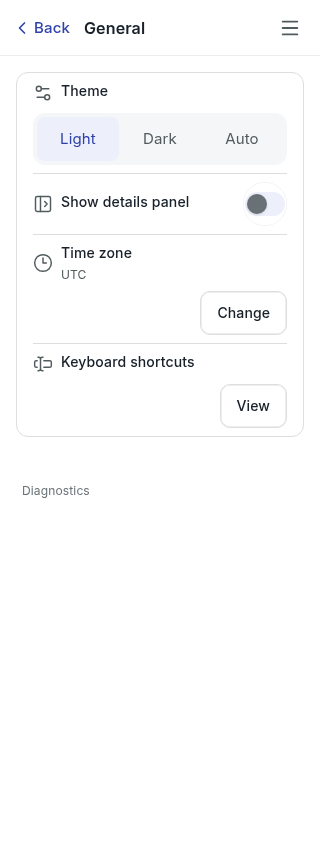 Back General
Theme
Light Dark Auto
Show details panel
Time zone
UTC
Change
Keyboard shortcuts
View
Diagnostics